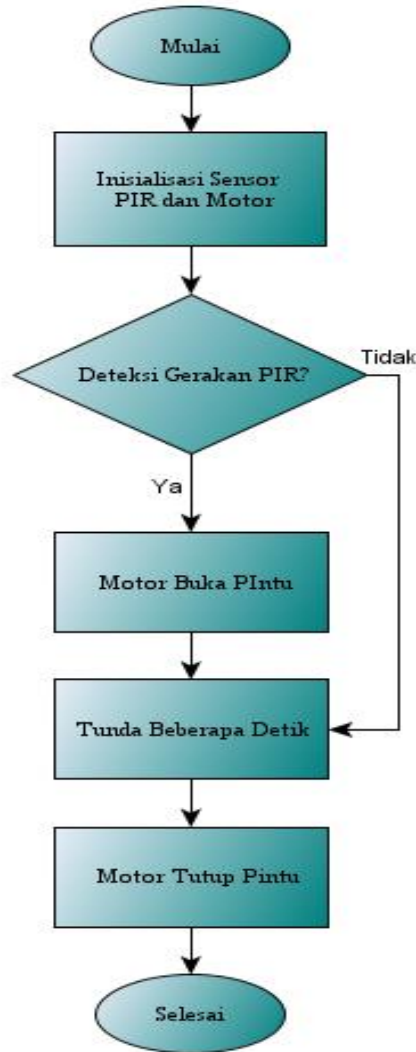 Mulai
Inisialisasi Sensor
PIR dan Motor
Deteksi Gerakan PIR?
Tidak
Ya
Motor Buka PIntu
Tunda Beberapa Detik
Motor Tutup Pintu
Selesai